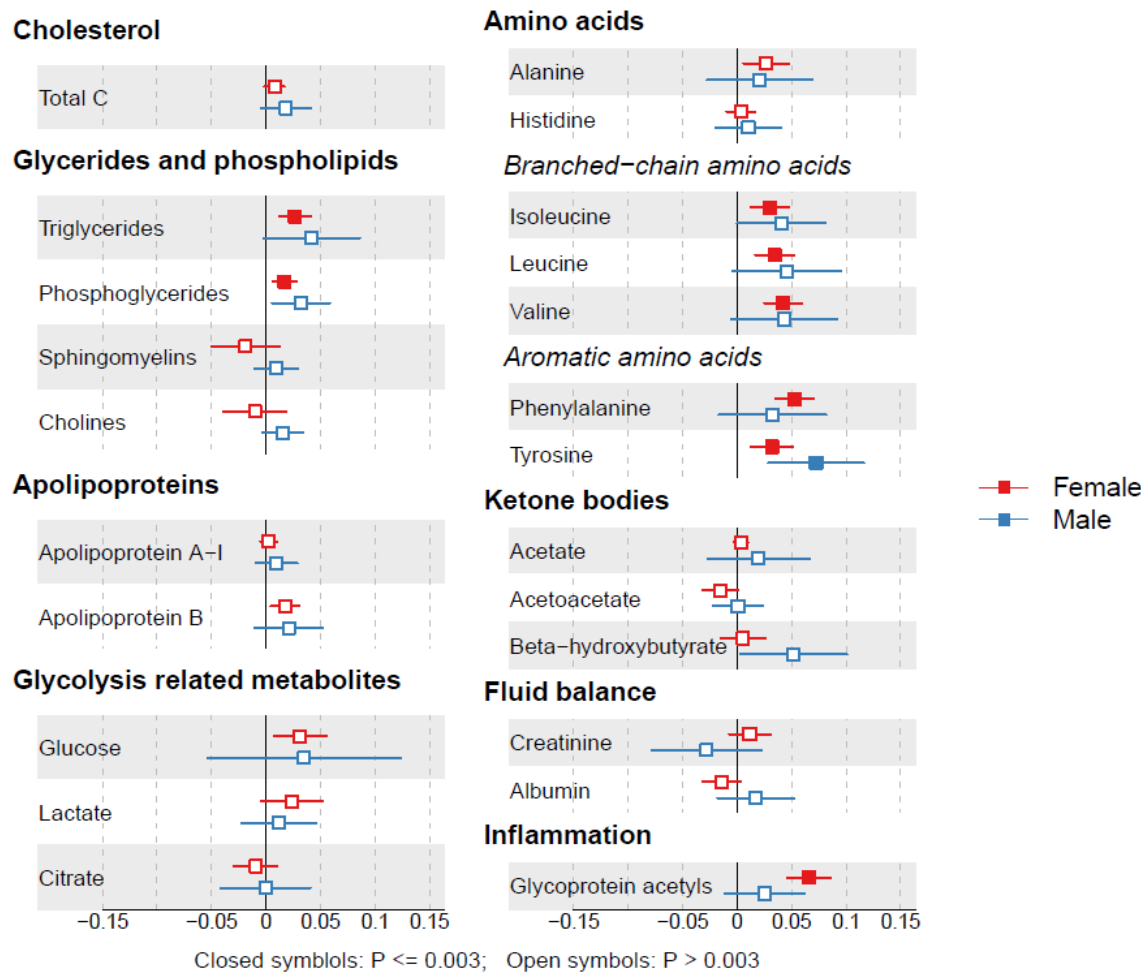 Cholesterol
Total C
Glycerides and phospholipids
Triglycerides
Phosphoglycerides
Sphingomyelins
Cholines
Apolipoproteins
Apolipoprotein A−I
Apolipoprotein B
Glycolysis related metabolites
Glucose
Lactate
Citrate
−0.15 −0.05 0 0.05 0.1 0.15
Amino acids
Alanine
Histidine
Branched−chain amino acids
Isoleucine
Leucine
Valine
Aromatic amino acids
Phenylalanine
Tyrosine
Ketone bodies
Acetate
Acetoacetate
Beta−hydroxybutyrate
Fluid balance
Creatinine
Albumin
Inflammation
Glycoprotein acetyls
−0.15 −0.05 0 0.05 0.1 0.15
Female
Male
Closed symblols: P <= 0.003; Open symbols: P > 0.003